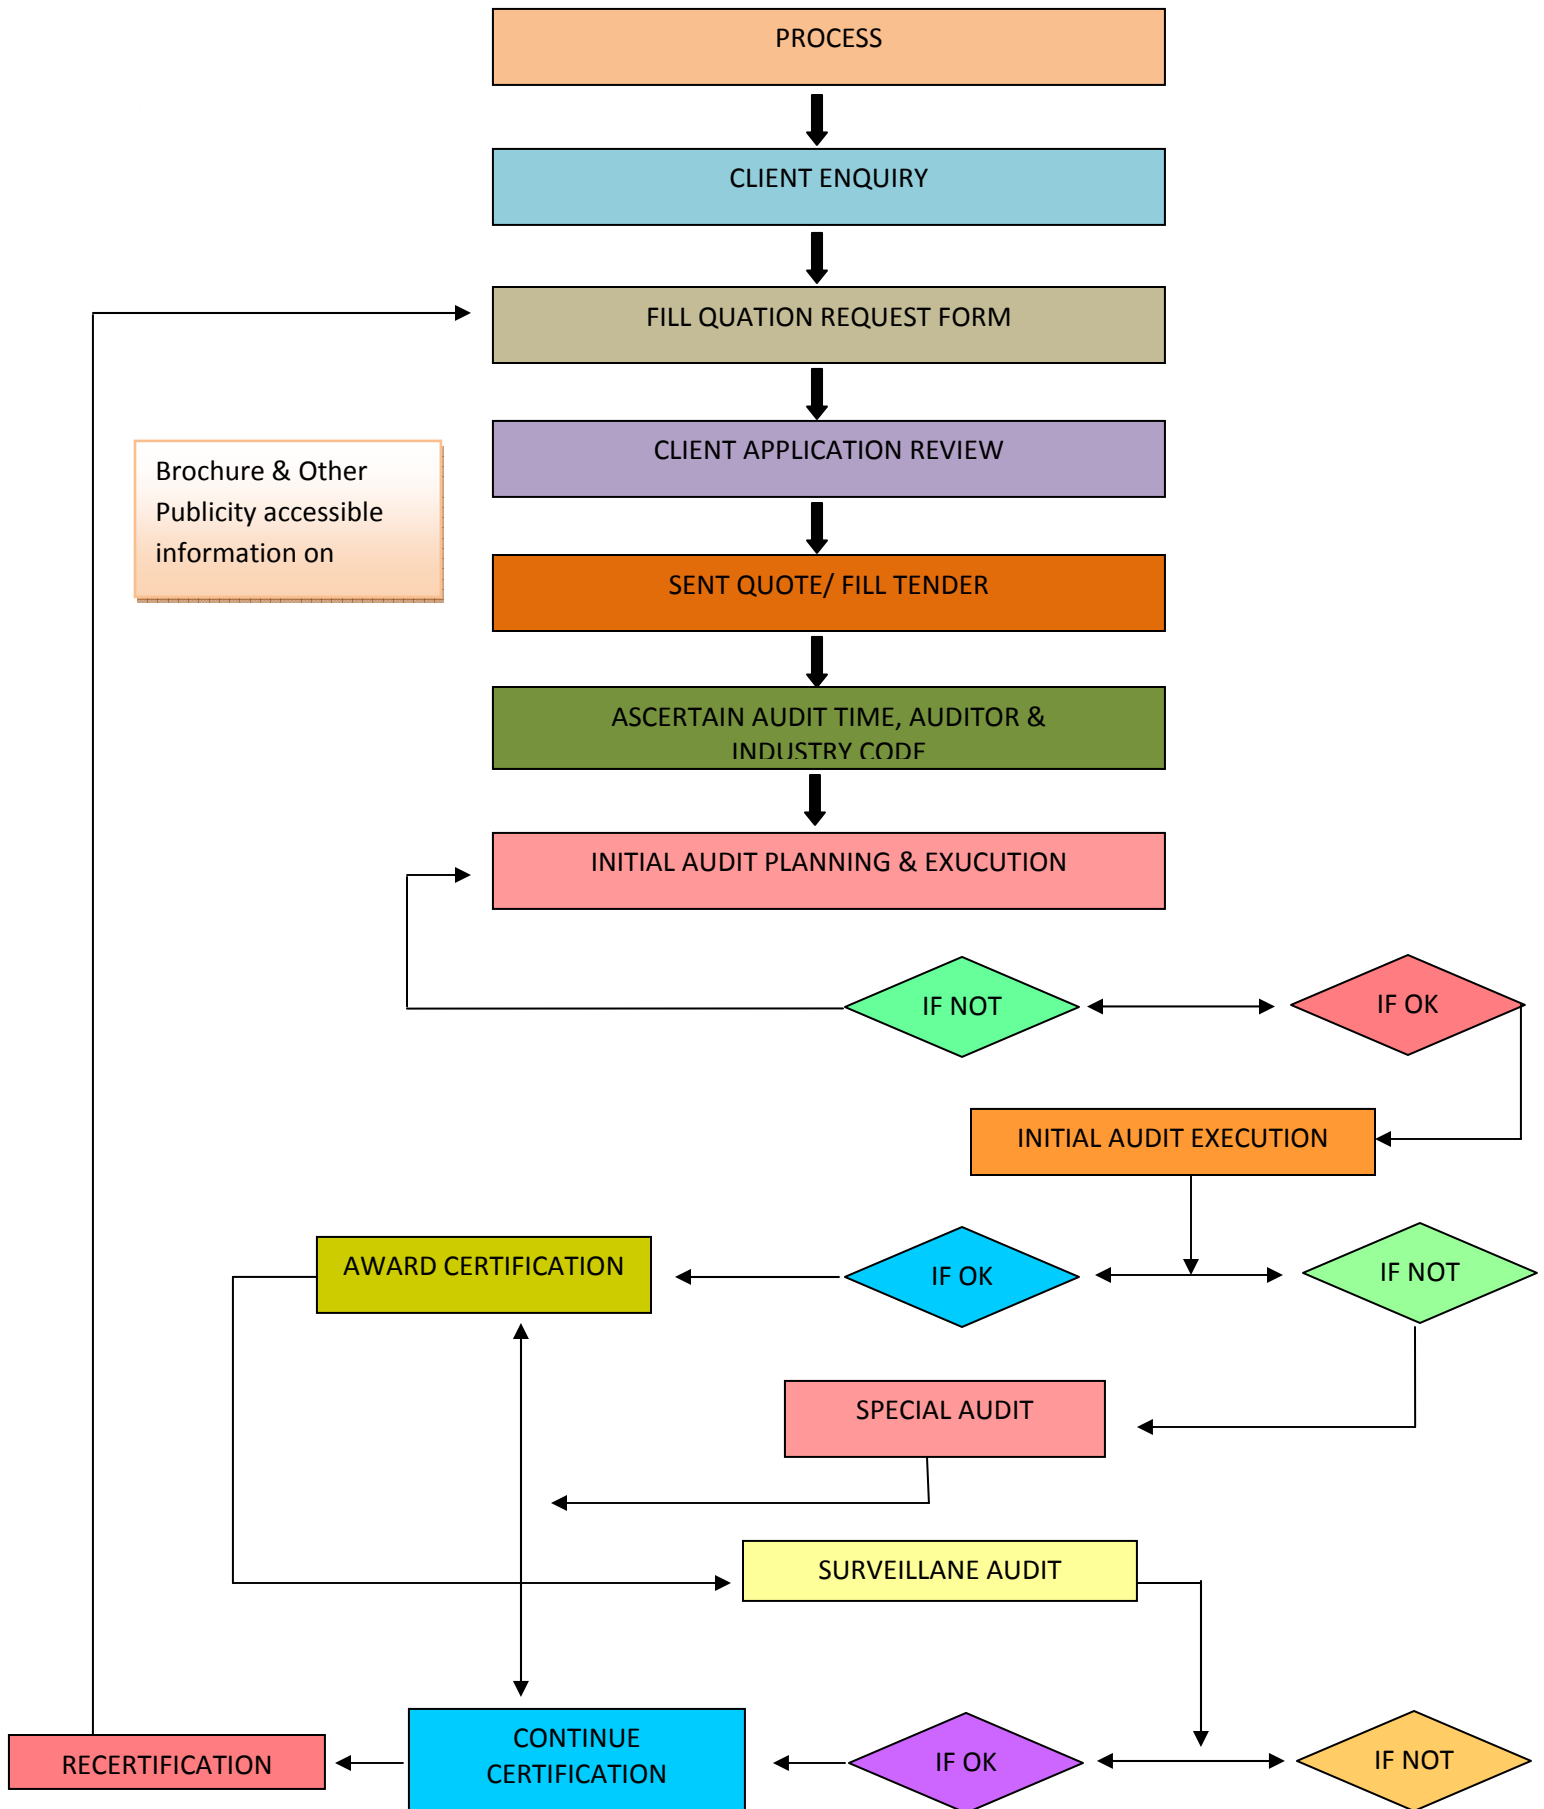 PROCESS
CLIENT ENQUIRY
FILL QUATION REQUEST FORM
CLIENT APPLICATION REVIEW
Brochure & Other
Publicity accessible
information on
SENT QUOTE/ FILL TENDER
ASCERTAIN AUDIT TIME, AUDITOR &
INDUSTRY CODE
INITIAL AUDIT PLANNING & EXUCUTION
IF NOT
IF OK
INITIAL AUDIT EXECUTION
AWARD CERTIFICATION
IF OK
IF NOT
SPECIAL AUDIT
SURVEILLANE AUDIT
RECERTIFICATION
CONTINUE
CERTIFICATION
IF OK
IF NOT